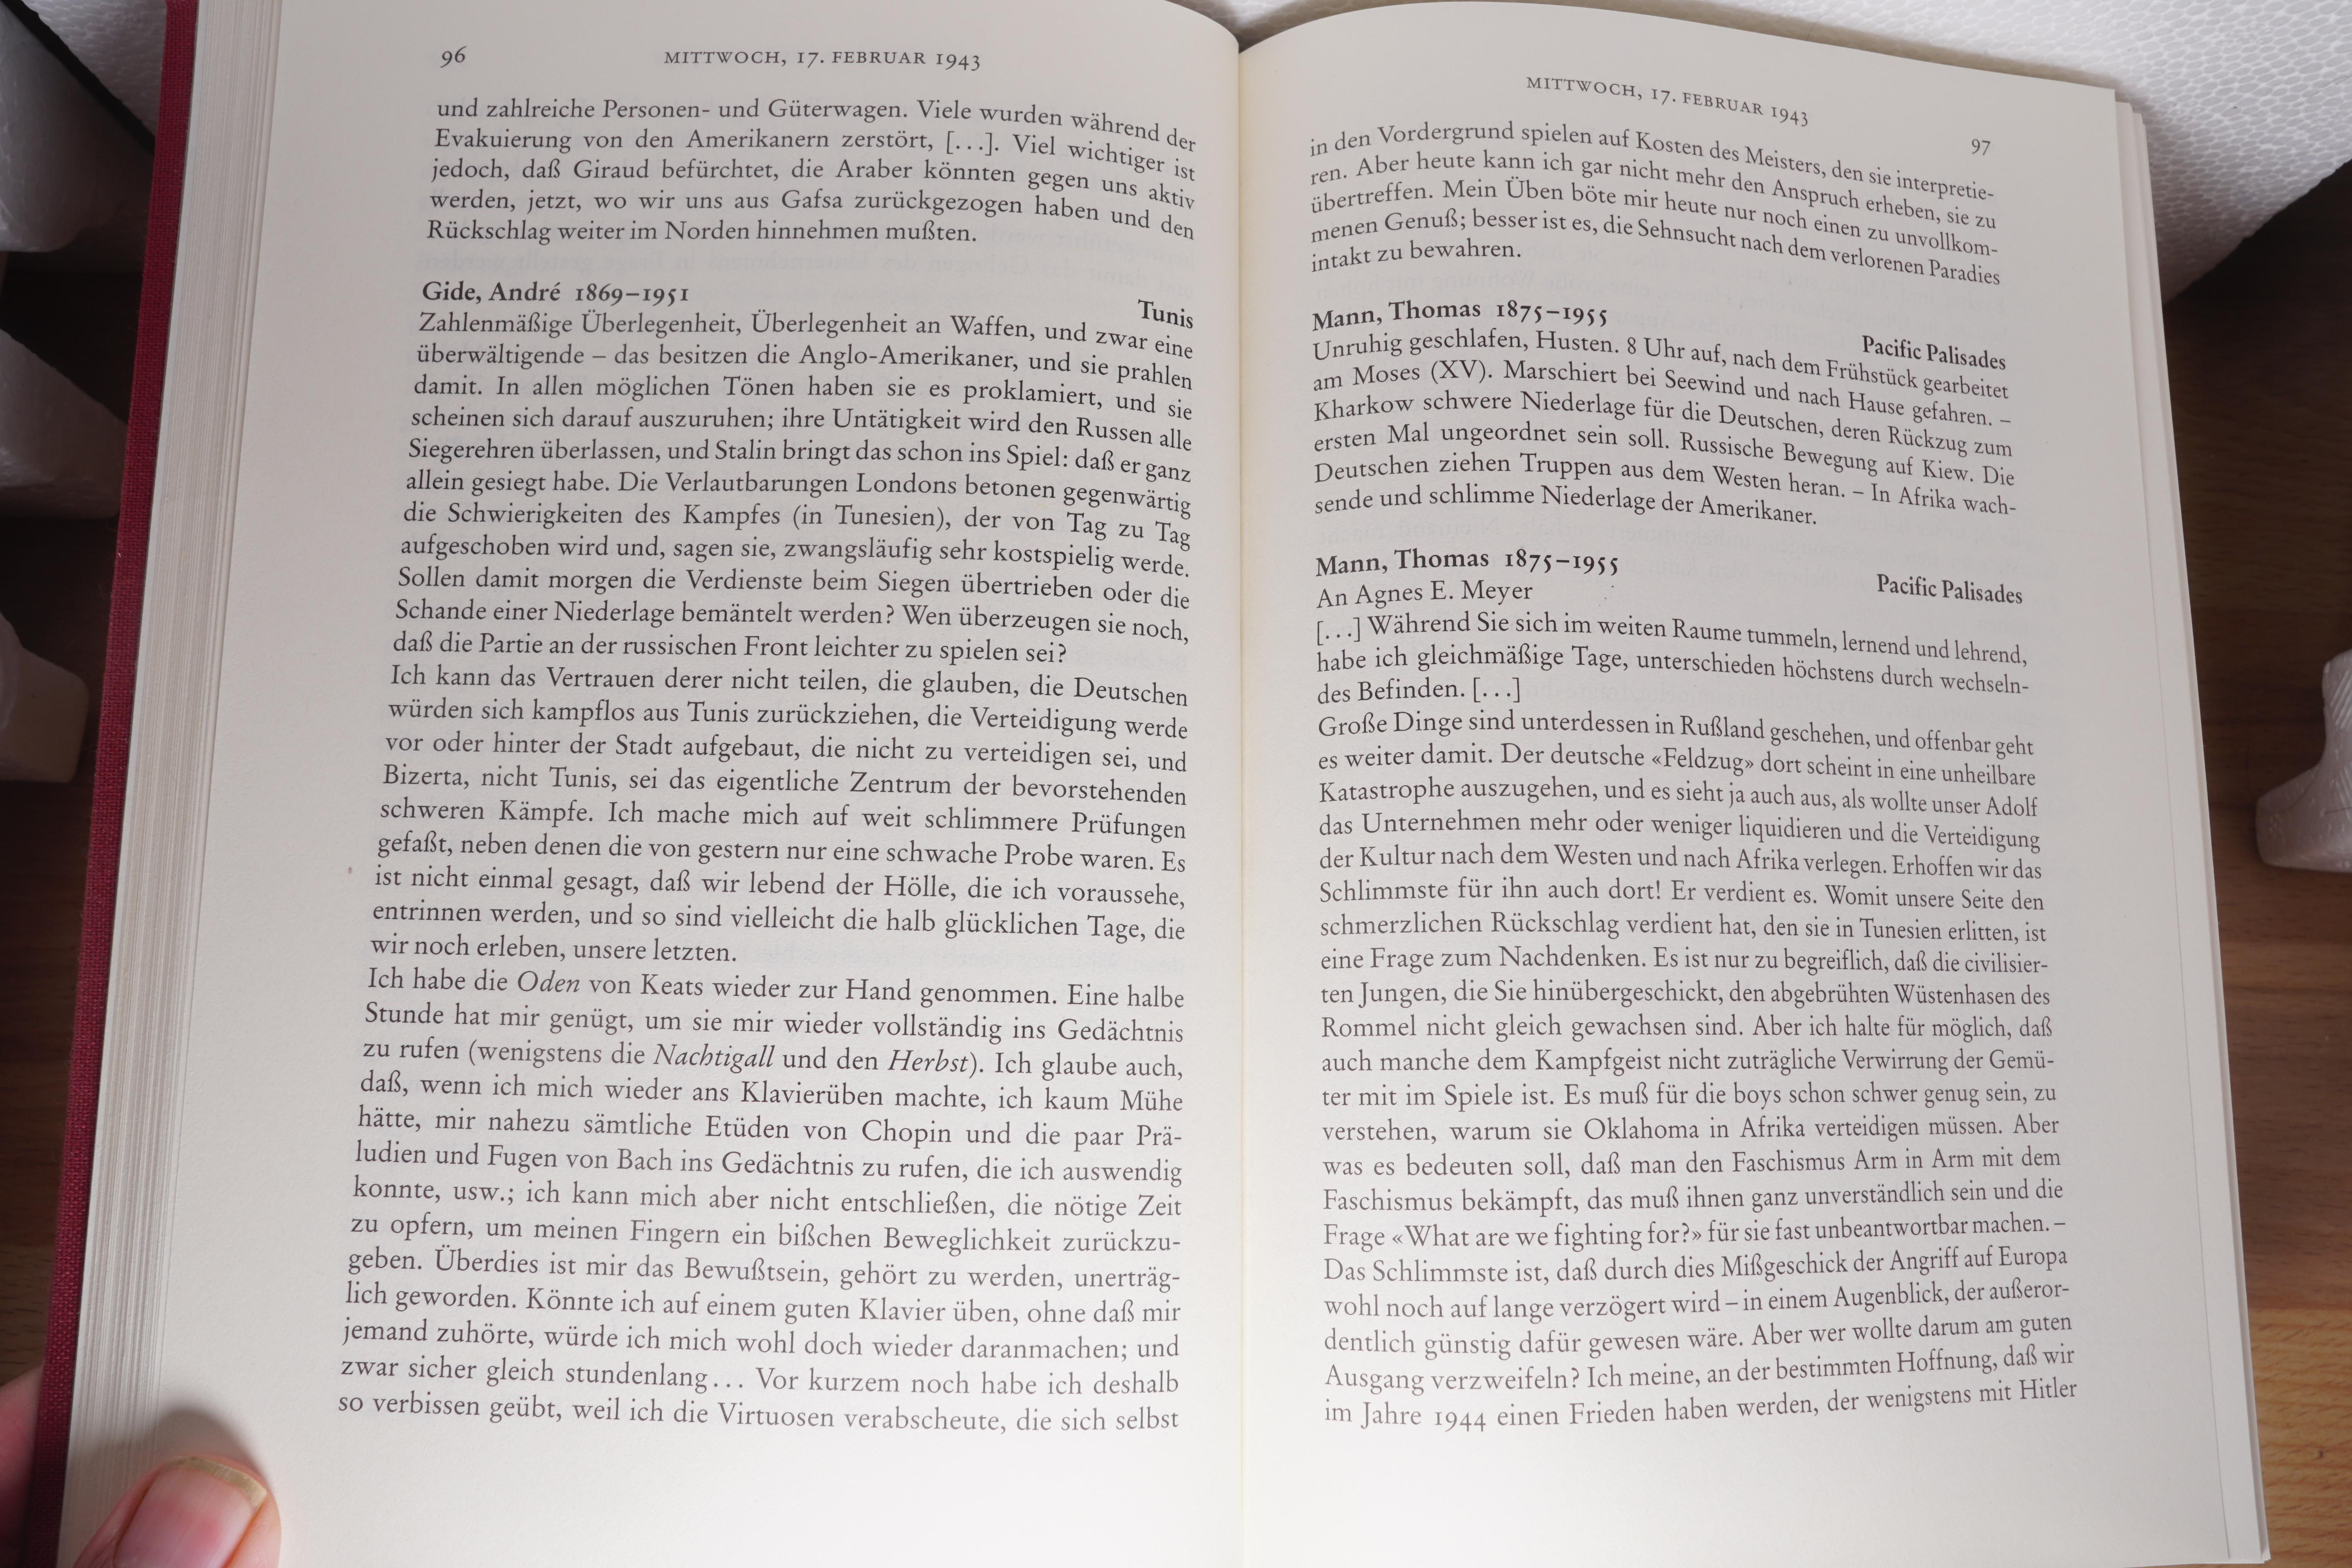 96 MITTWOCH, 17. FEBRUAR 1943
und zahlreiche Personen- und Güterwagen. Viele wurden während der
Evakuierung von den Amerikanern zerstört, [...]. Viel wichtiger ist
jedoch, daß Giraud befürchtet, die Araber könnten gegen uns aktiv
werden, jetzt, wo wir uns aus Gafsa zurückgezogen haben und den
Rückschlag weiter im Norden hinnehmen mußten.
Gide, André 1869–1951 Tunis
Zahlenmäßige Überlegenheit, Überlegenheit an Waffen, und zwar eine
überwältigende – das besitzen die Anglo-Amerikaner, und sie prahlen
damit. In allen möglichen Tönen haben sie es proklamiert, und sie
scheinen sich darauf auszuruhen; ihre Untätigkeit wird den Russen alle
Siegerehren überlassen, und Stalin bringt das schon ins Spiel: daß er ganz
allein gesiegt habe. Die Verlautbarungen Londons betonen gegenwärtig
die Schwierigkeiten des Kampfes (in Tunesien), der von Tag zu Tag
aufgeschoben wird und, sagen sie, zwangsläufig sehr kostspielig werde.
Sollen damit morgen die Verdienste beim Siegen übertrieben oder die
Schande einer Niederlage bemäntelt werden? Wen überzeugen sie noch,
daß die Partie an der russischen Front leichter zu spielen sei?
Ich kann das Vertrauen derer nicht teilen, die glauben, die Deutschen
würden sich kampflos aus Tunis zurückziehen, die Verteidigung werde
vor oder hinter der Stadt aufgebaut, die nicht zu verteidigen sei, und
Bizerta, nicht Tunis, sei das eigentliche Zentrum der bevorstehenden
schweren Kämpfe. Ich mache mich auf weit schlimmere Prüfungen
gefaßt, neben denen die von gestern nur eine schwache Probe waren. Es
ist nicht einmal gesagt, daß wir lebend der Hölle, die ich voraussehe,
entrinnen werden, und so sind vielleicht die halb glücklichen Tage, die
wir noch erleben, unsere letzten.
Ich habe die Oden von Keats wieder zur Hand genommen. Eine halbe
Stunde hat mir genügt, um sie mir wieder vollständig ins Gedächtnis
zu rufen (wenigstens die Nachtigall und den Herbst). Ich glaube auch,
daß, wenn ich mich wieder ans Klavierüben machte, ich kaum Mühe
hätte, mir nahezu sämtliche Etüden von Chopin und die paar Prä-
ludien und Fugen von Bach ins Gedächtnis zu rufen, die ich auswendig
konnte, usw.; ich kann mich aber nicht entschließen, die nötige Zeit
zu opfern, um meinen Fingern ein bißchen Beweglichkeit zurückzu-
geben. Überdies ist mir das Bewußtsein, gehört zu werden, unerträg-
lich geworden. Könnte ich auf einem guten Klavier üben, ohne daß mir
jemand zuhörte, würde ich mich wohl doch wieder daranmachen; und
zwar sicher gleich stundenlang... Vor kurzem noch habe ich deshalb
so verbissen geübt, weil ich die Virtuosen verabscheute, die sich selbst
MITTWOCH, 17. FEBRUAR 1943 97
in den Vordergrund spielen auf Kosten des Meisters, den sie interpretie-
ren. Aber heute kann ich gar nicht mehr den Anspruch erheben, sie zu
übertreffen. Mein Üben böte mir heute nur noch einen zu unvollkom-
menen Genuß; besser ist es, die Sehnsucht nach dem verlorenen Paradies
intakt zu bewahren.
Mann, Thomas 1875–1955 Pacific Palisades
Unruhig geschlafen, Husten. 8 Uhr auf, nach dem Frühstück gearbeitet
am Moses (XV). Marschiert bei Seewind und nach Hause gefahren. –
Kharkow schwere Niederlage für die Deutschen, deren Rückzug zum
ersten Mal ungeordnet sein soll. Russische Bewegung auf Kiew. Die
Deutschen ziehen Truppen aus dem Westen heran. – In Afrika wach-
sende und schlimme Niederlage der Amerikaner.
Mann, Thomas 1875–1955 Pacific Palisades
An Agnes E. Meyer
[...] Während Sie sich im weiten Raume tummeln, lernend und lehrend,
habe ich gleichmäßige Tage, unterschieden höchstens durch wechseln-
des Befinden. [...]
Große Dinge sind unterdessen in Rußland geschehen, und offenbar geht
es weiter damit. Der deutsche «Feldzug» dort scheint in eine unheilbare
Katastrophe auszugehen, und es sieht ja auch aus, als wollte unser Adolf
das Unternehmen mehr oder weniger liquidieren und die Verteidigung
der Kultur nach dem Westen und nach Afrika verlegen. Erhoffen wir das
Schlimmste für ihn auch dort! Er verdient es. Womit unsere Seite den
schmerzlichen Rückschlag verdient hat, den sie in Tunesien erlitten, ist
eine Frage zum Nachdenken. Es ist nur zu begreiflich, daß die civilisier-
ten Jungen, die Sie hinübergeschickt, den abgebrühten Wüstenhasen des
Rommel nicht gleich gewachsen sind. Aber ich halte für möglich, daß
auch manche dem Kampfgeist nicht zuträgliche Verwirrung der Gemü-
ter mit im Spiele ist. Es muß für die boys schon schwer genug sein, zu
verstehen, warum sie Oklahoma in Afrika verteidigen müssen. Aber
was es bedeuten soll, daß man den Faschismus Arm in Arm mit dem
Faschismus bekämpft, das muß ihnen ganz unverständlich sein und die
Frage «What are we fighting for?» für sie fast unbeantwortbar machen. –
Das Schlimmste ist, daß durch dies Mißgeschick der Angriff auf Europa
wohl noch auf lange verzögert wird – in einem Augenblick, der außeror-
dentlich günstig dafür gewesen wäre. Aber wer wollte darum am guten
Ausgang verzweifeln? Ich meine, an der bestimmten Hoffnung, daß wir
im Jahre 1944 einen Frieden haben werden, der wenigstens mit Hitler